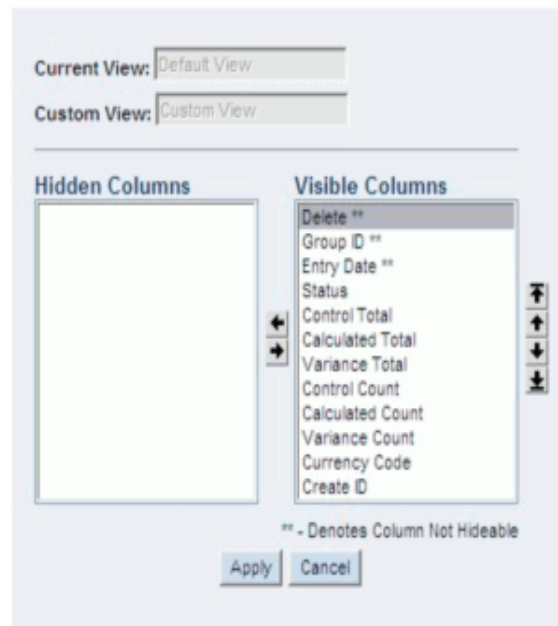 Current View: Default View
Custom View: Custom View
Hidden Columns
Visible Columns
Delete **
Group ID **
Entry Date **
Status
Control Total
Calculated Total
Variance Total
Control Count
Calculated Count
Variance Count
Currency Code
Create ID
** - Denotes Column Not Hideable
Apply
Cancel